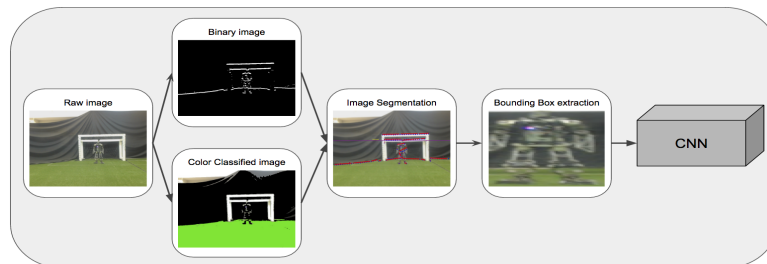 Raw image
Binary image
Color Classified image
Image Segmentation
Bounding Box extraction
CNN